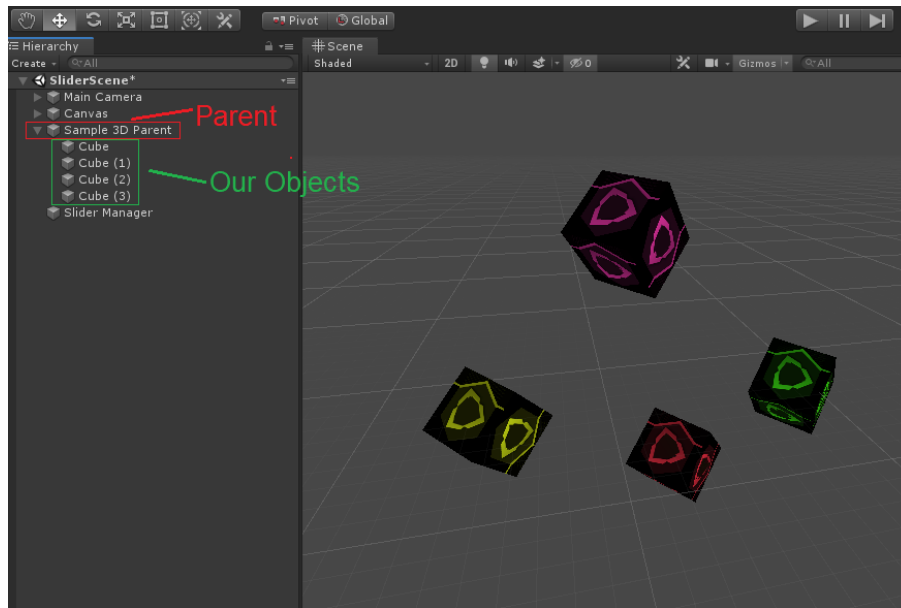 Pivot Global
Hierarchy
Scene
Create All
Shaded 2D 0 Gizmos All
SliderScene*
Main Camera
Canvas
Parent
Sample 3D Parent
Cube
Cube (1)
Cube (2)
Our Objects
Cube (3)
Slider Manager